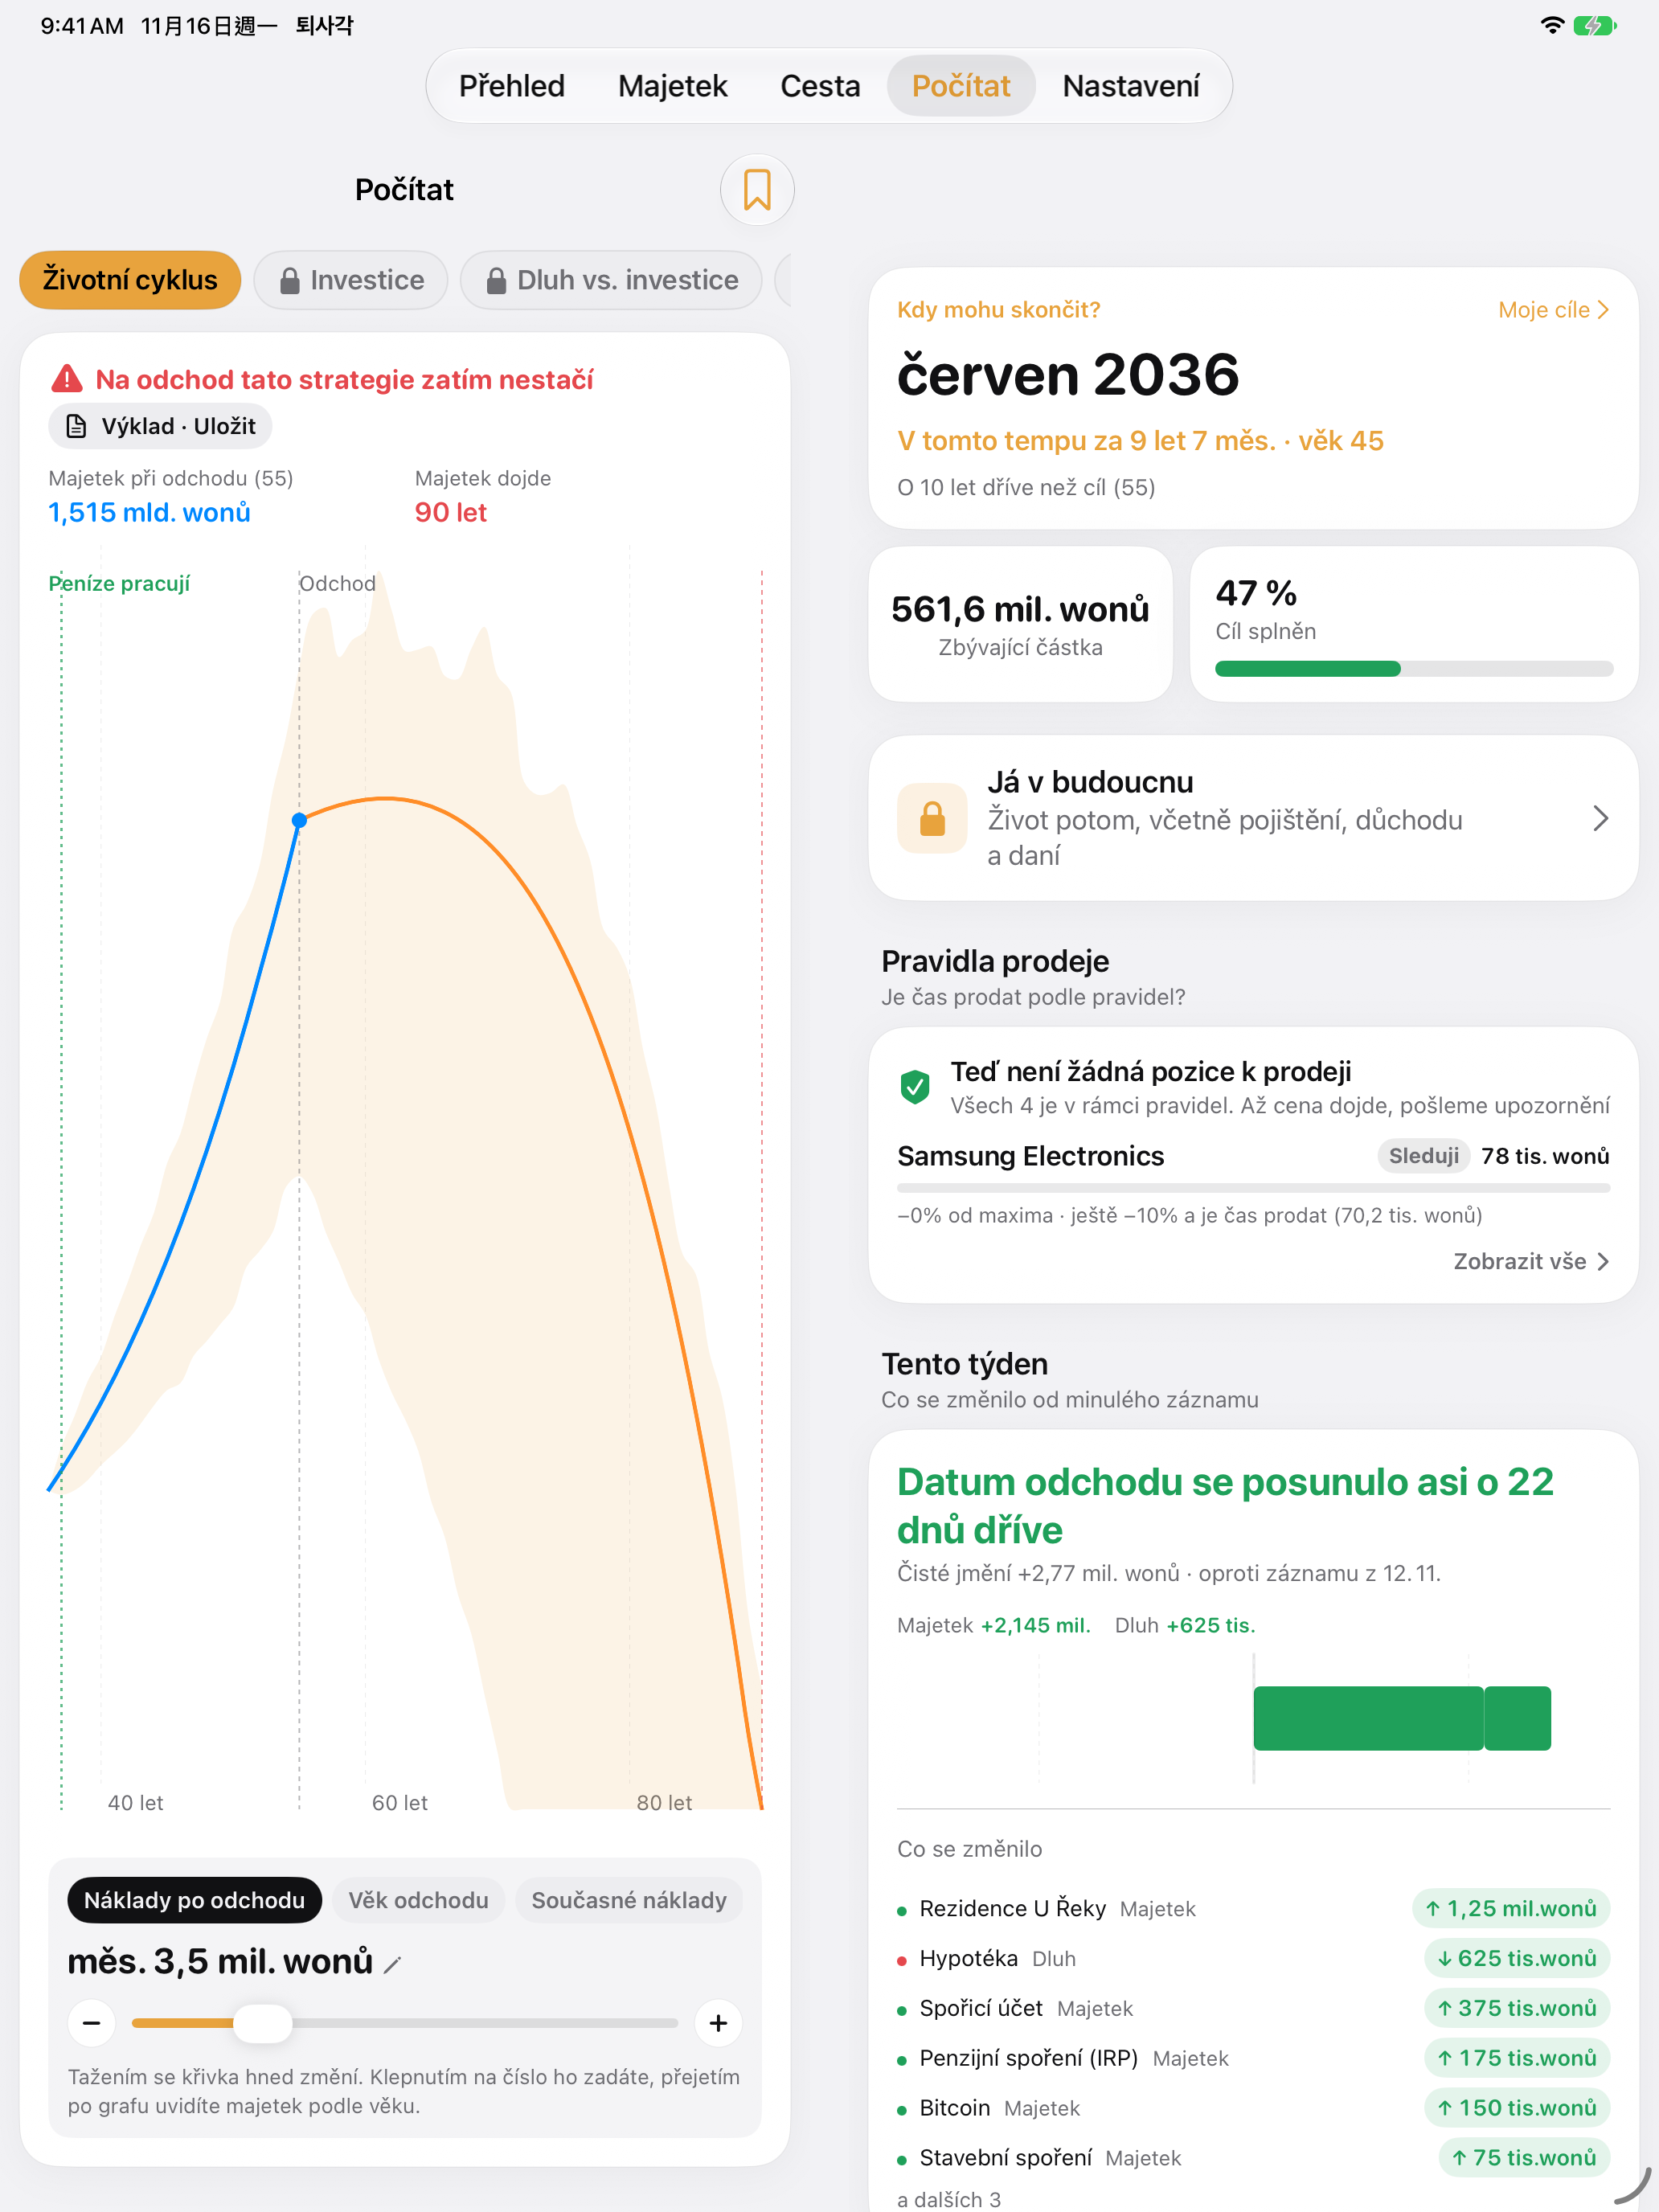 9:41 AM 11月16日週一 퇴사각
Přehled Majetek Cesta Počítat Nastavení
Počítat
Životní cyklus Investice Dluh vs. investice
Na odchod tato strategie zatím nestačí
Výklad · Uložit
Majetek při odchodu (55) Majetek dojde
1,515 mld. wonů 90 let
Peníze pracují Odchod
40 let 60 let 80 let
Náklady po odchodu Věk odchodu Současné náklady
měs. 3,5 mil. wonů
Tažením se křivka hned změní. Klepnutím na číslo ho zadáte, přejetím
po grafu uvidíte majetek podle věku.
Kdy mohu skončit? Moje cíle
červen 2036
V tomto tempu za 9 let 7 měs. · věk 45
O 10 let dříve než cíl (55)
561,6 mil. wonů
Zbývající částka
47 %
Cíl splněn
Já v budoucnu
Život potom, včetně pojištění, důchodu
a daní
Pravidla prodeje
Je čas prodat podle pravidel?
Teď není žádná pozice k prodeji
Všech 4 je v rámci pravidel. Až cena dojde, pošleme upozornění
Samsung Electronics Sleduji 78 tis. wonů
−0% od maxima · ještě −10% a je čas prodat (70,2 tis. wonů)
Zobrazit vše
Tento týden
Co se změnilo od minulého záznamu
Datum odchodu se posunulo asi o 22
dnů dříve
Čisté jmění +2,77 mil. wonů · oproti záznamu z 12. 11.
Majetek +2,145 mil. Dluh +625 tis.
Co se změnilo
Rezidence U Řeky Majetek ↑ 1,25 mil.wonů
Hypotéka Dluh ↓ 625 tis.wonů
Spořicí účet Majetek ↑ 375 tis.wonů
Penzijní spoření (IRP) Majetek ↑ 175 tis.wonů
Bitcoin Majetek ↑ 150 tis.wonů
Stavební spoření Majetek ↑ 75 tis.wonů
a dalších 3